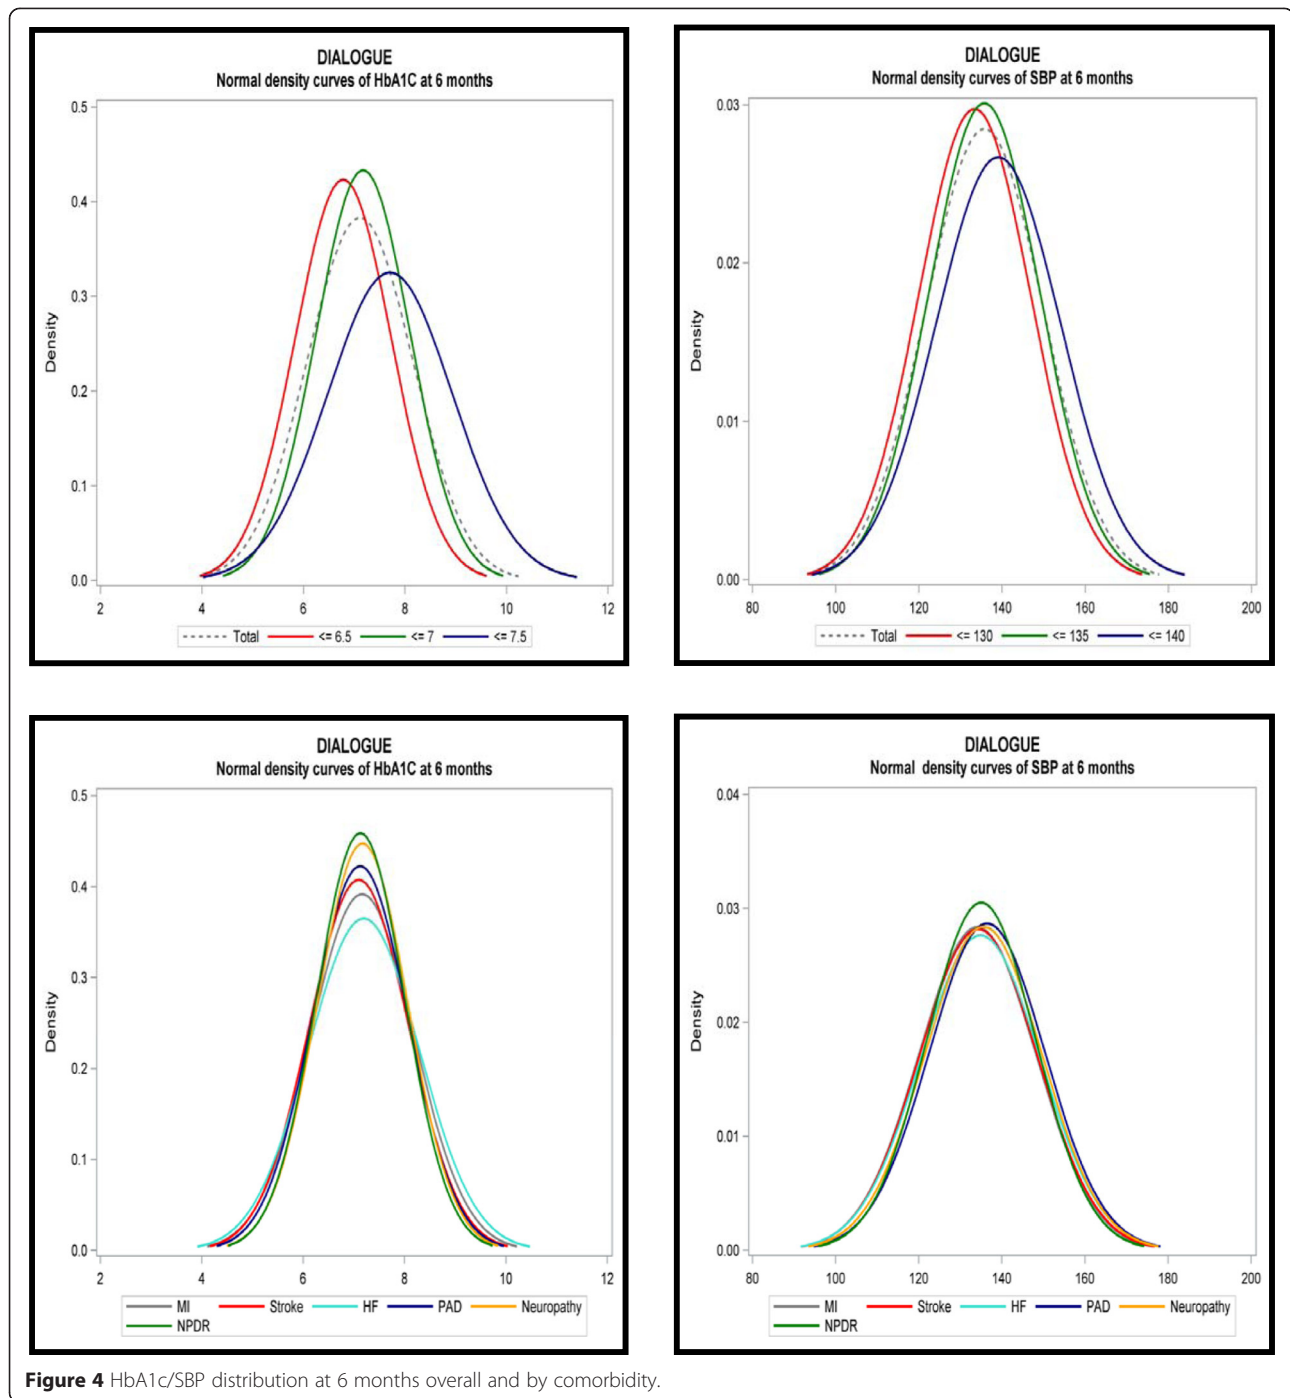 DIALOGUE
Normal density curves of HbA1C at 6 months
0.5
0.4
0.3
0.2
0.1
0.0
Density
2 4 6 8 10 12
Total <= 6.5 <= 7 <= 7.5
DIALOGUE
Normal density curves of SBP at 6 months
0.03
0.02
0.01
0.00
Density
80 100 120 140 160 180 200
Total <= 130 <= 135 <= 140
DIALOGUE
Normal density curves of HbA1C at 6 months
0.5
0.4
0.3
0.2
0.1
0.0
Density
2 4 6 8 10 12
MI Stroke HF PAD Neuropathy
NPDR
DIALOGUE
Normal density curves of SBP at 6 months
0.04
0.03
0.02
0.01
0.00
Density
80 100 120 140 160 180 200
MI Stroke HF PAD Neuropathy
NPDR
Figure 4 HbA1c/SBP distribution at 6 months overall and by comorbidity.